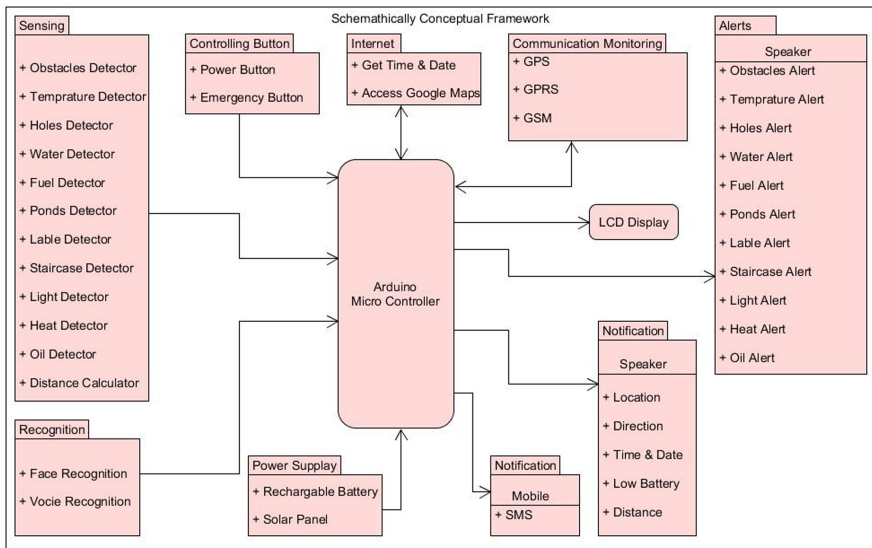 Schemathically Conceptual Framework
Sensing
+ Obstacles Detector
+ Temprature Detector
+ Holes Detector
+ Water Detector
+ Fuel Detector
+ Ponds Detector
+ Lable Detector
+ Staircase Detector
+ Light Detector
+ Heat Detector
+ Oil Detector
+ Distance Calculator
Controlling Button
+ Power Button
+ Emergency Button
Internet
+ Get Time & Date
+ Access Google Maps
Communication Monitoring
+ GPS
+ GPRS
+ GSM
Alerts
Speaker
+ Obstacles Alert
+ Temprature Alert
+ Holes Alert
+ Water Alert
+ Fuel Alert
+ Ponds Alert
+ Lable Alert
+ Staircase Alert
+ Light Alert
+ Heat Alert
+ Oil Alert
LCD Display
Arduino
Micro Controller
Notification
Speaker
+ Location
+ Direction
+ Time & Date
+ Low Battery
+ Distance
Recognition
+ Face Recognition
+ Vocie Recognition
Power Supplay
+ Rechargable Battery
+ Solar Panel
Notification
Mobile
+ SMS